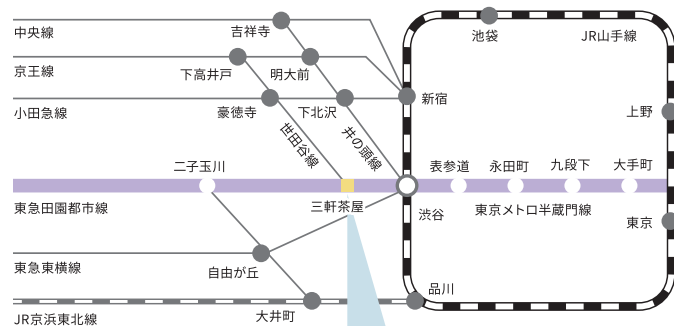 中央線
吉祥寺
池袋
JR山手線
京王線
下高井戸
明大前
小田急線
豪徳寺
下北沢
新宿
上野
世田谷線
井の頭線
二子玉川
表参道
永田町
九段下
大手町
東急田園都市線
三軒茶屋
渋谷
東京メトロ半蔵門線
東京
東急東横線
自由が丘
品川
JR京浜東北線
大井町